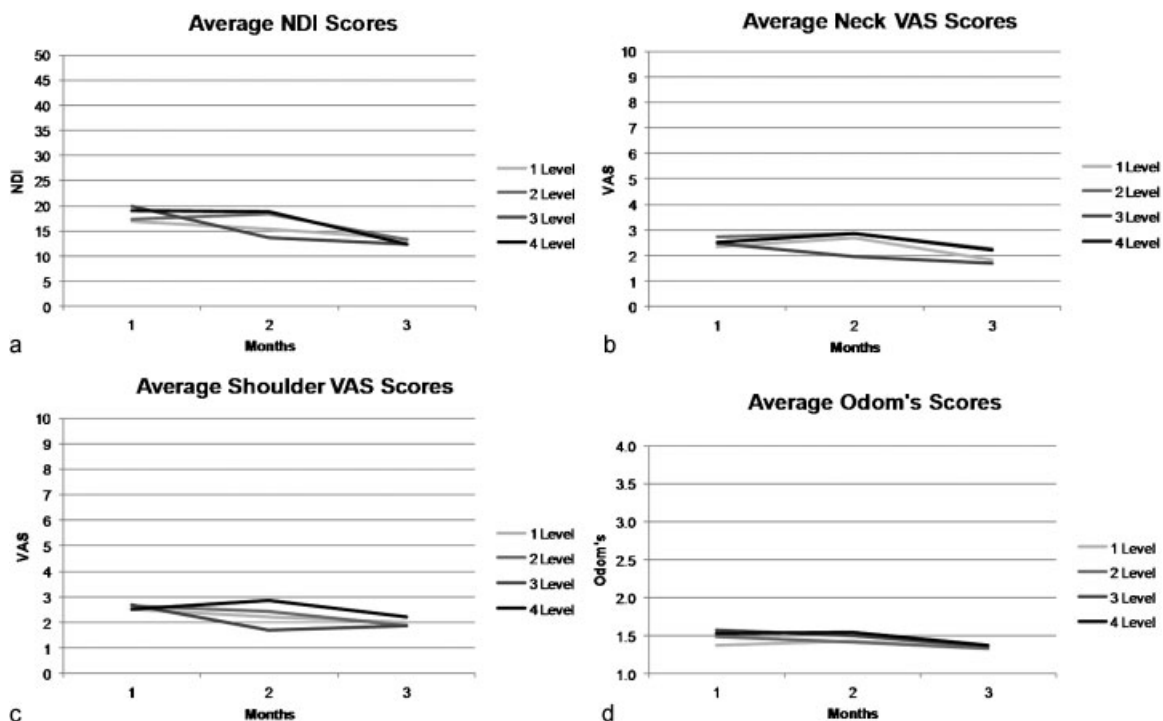 Average NDI Scores
50
45
40
35
30
25
20
15
10
5
0
NDI
1 2 3
Months
1 Level
2 Level
3 Level
4 Level
a
Average Neck VAS Scores
10
9
8
7
6
5
4
3
2
1
0
VAS
1 2 3
Months
1 Level
2 Level
3 Level
4 Level
b
Average Shoulder VAS Scores
10
9
8
7
6
5
4
3
2
1
0
VAS
1 2 3
Months
1 Level
2 Level
3 Level
4 Level
c
Average Odom's Scores
4.0
3.5
3.0
2.5
2.0
1.5
1.0
Odom's
1 2 3
Months
1 Level
2 Level
3 Level
4 Level
d